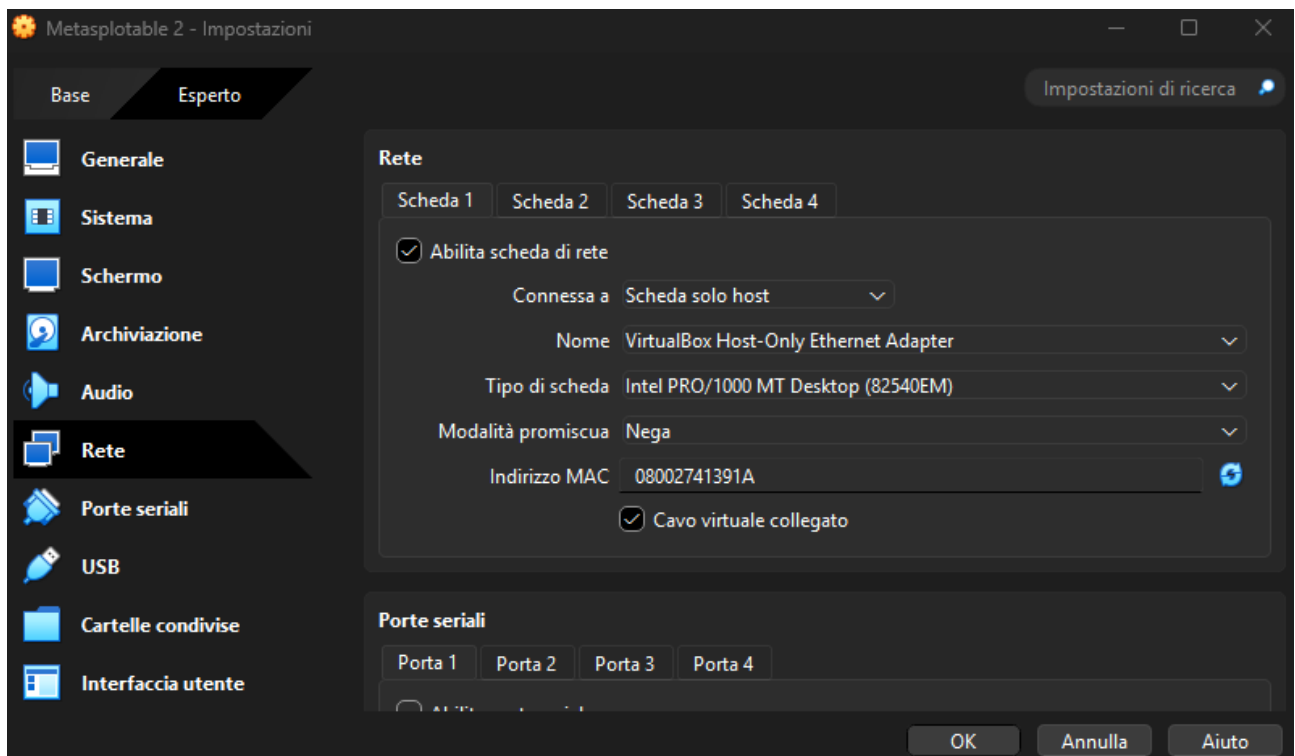 Metasplotable 2 - Impostazioni
Base
Esperto
Impostazioni di ricerca
Generale
Sistema
Schermo
Archiviazione
Audio
Rete
Porte seriali
USB
Cartelle condivise
Interfaccia utente
Rete
Scheda 1 Scheda 2 Scheda 3 Scheda 4
Abilita scheda di rete
Connessa a Scheda solo host
Nome VirtualBox Host-Only Ethernet Adapter
Tipo di scheda Intel PRO/1000 MT Desktop (82540EM)
Modalità promiscua Nega
Indirizzo MAC 08002741391A
Cavo virtuale collegato
Porte seriali
Porta 1 Porta 2 Porta 3 Porta 4
OK Annulla Aiuto